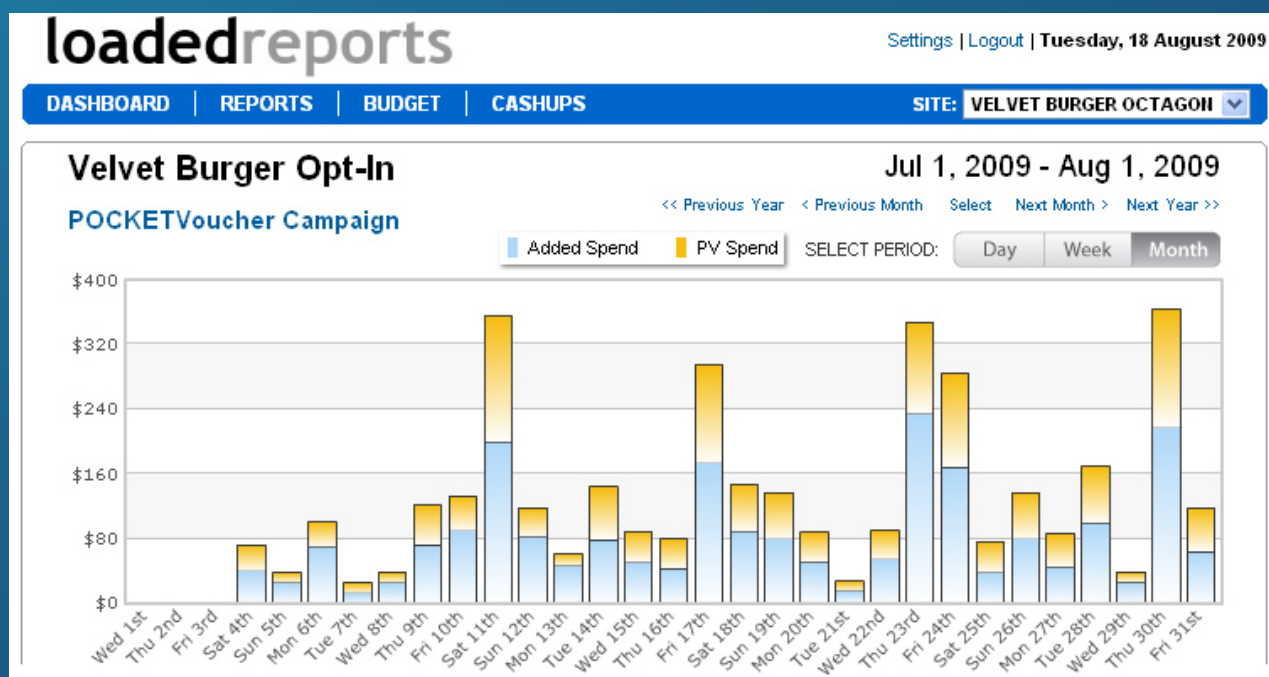 loadedreports
Settings | Logout | Tuesday, 18 August 2009
DASHBOARD | REPORTS | BUDGET | CASHUPS
SITE: VELVET BURGER OCTAGON
Velvet Burger Opt-In
Jul 1, 2009 - Aug 1, 2009
POCKETVoucher Campaign
<< Previous Year < Previous Month Select Next Month > Next Year >>
Added Spend PV Spend SELECT PERIOD: Day Week Month
$400
$320
$240
$160
$80
$0
Wed 1st
Thu 2nd
Fri 3rd
Sat 4th
Sun 5th
Mon 6th
Tue 7th
Wed 8th
Thu 9th
Fri 10th
Sat 11th
Sun 12th
Mon 13th
Tue 14th
Wed 15th
Thu 16th
Fri 17th
Sat 18th
Sun 19th
Mon 20th
Tue 21st
Wed 22nd
Thu 23rd
Fri 24th
Sat 25th
Sun 26th
Mon 27th
Tue 28th
Wed 29th
Thu 30th
Fri 31st